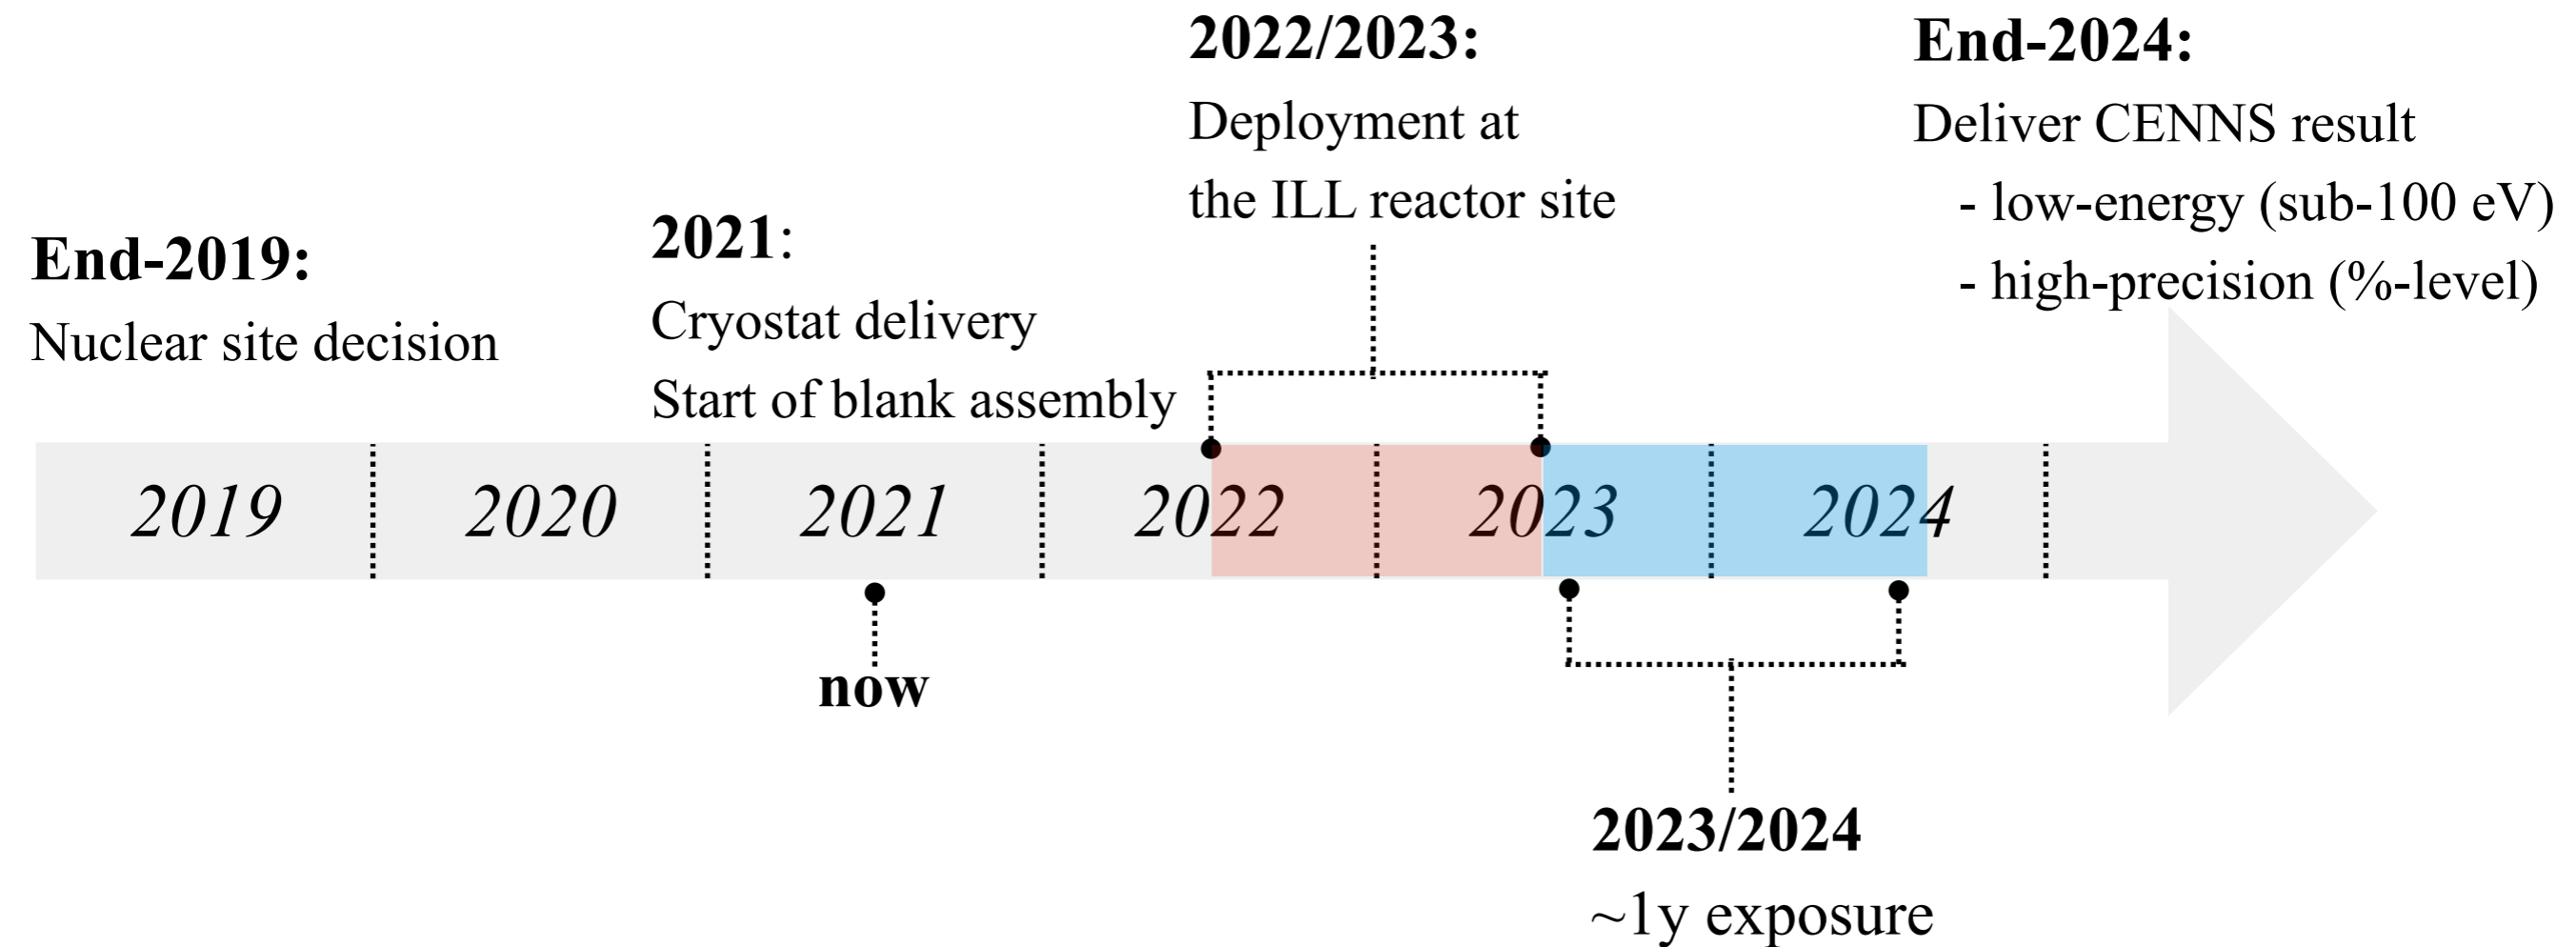 End-2019:
Nuclear site decision
2021:
Cryostat delivery
Start of blank assembly
2022/2023:
Deployment at
the ILL reactor site
End-2024:
Deliver CENNS result
- low-energy (sub-100 eV)
- high-precision (%-level)
2019
2020
2021
2022
2023
2024
now
2023/2024
~1y exposure